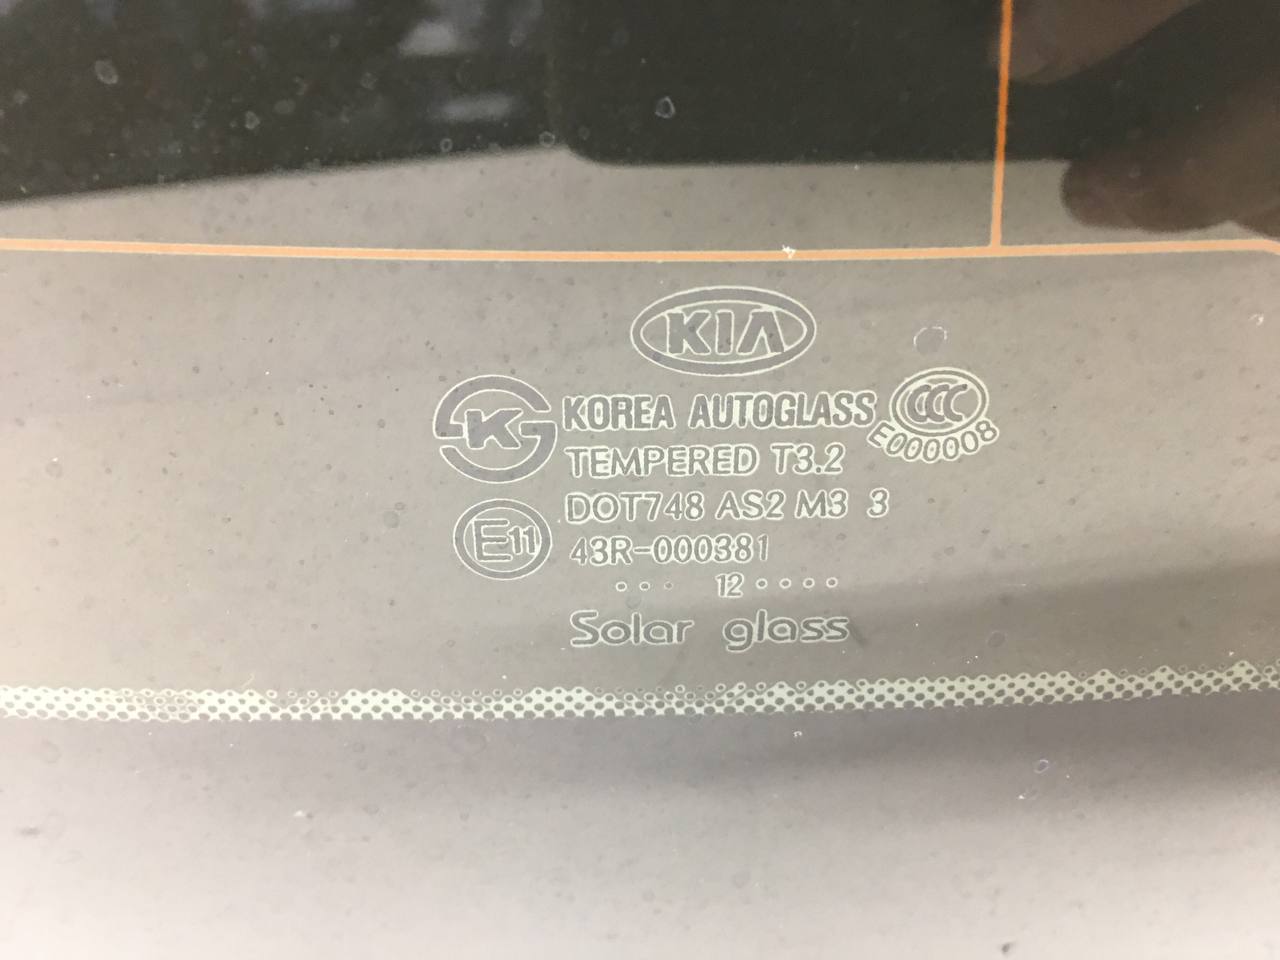 KIA
K KOREA AUTOGLASS CCC
E000008
TEMPERED T3.2
DOT748 AS2 M3 3
E11 43R-000381
··· 12 ····
Solar glass